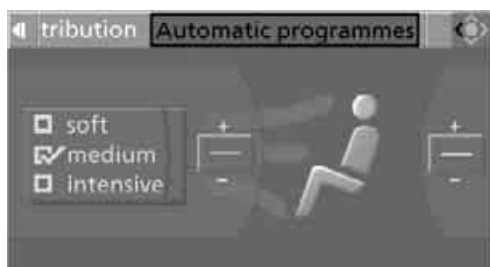 tribution Automatic programmes
+ +
soft
medium
intensive
- -